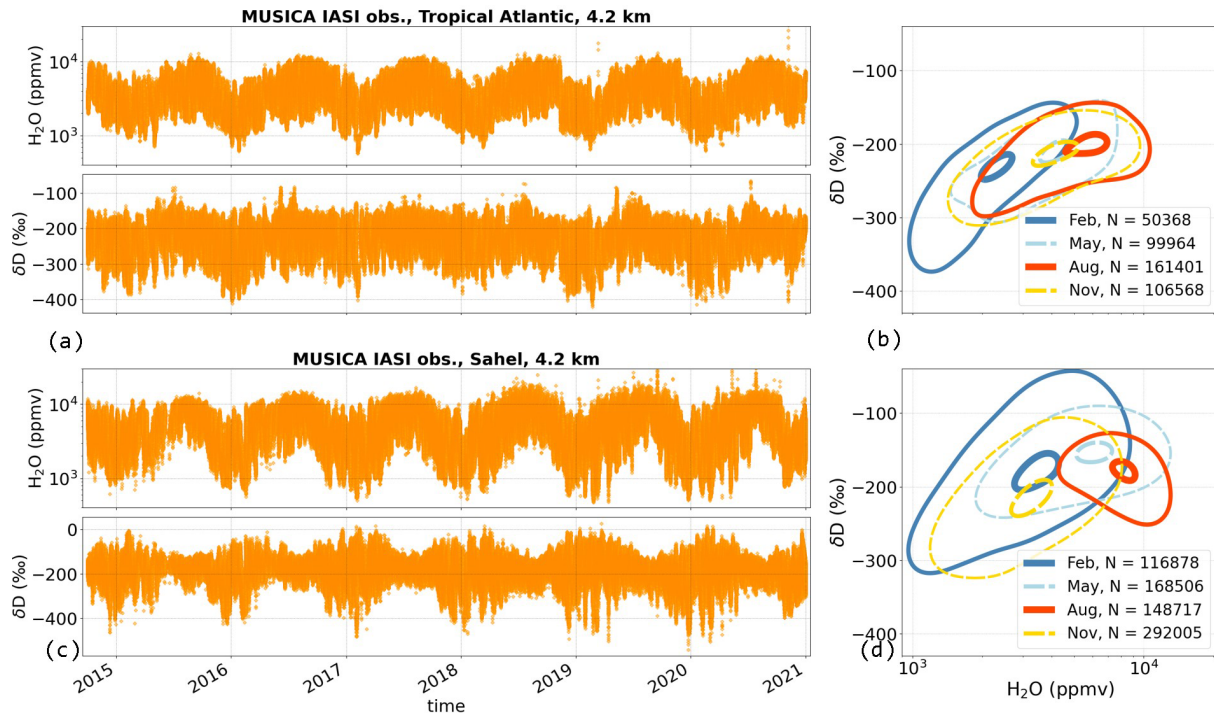 MUSICA IASI obs., Tropical Atlantic, 4.2 km
H₂O (ppmv)
10⁴
10³
δD (‰)
−100
−200
−300
−400
(a)
−100
−200
−300
−400
δD (‰)
Feb, N = 50368
May, N = 99964
Aug, N = 161401
Nov, N = 106568
(b)
MUSICA IASI obs., Sahel, 4.2 km
H₂O (ppmv)
10⁴
10³
δD (‰)
0
−200
−400
(c)
2015
2016
2017
2018
2019
2020
2021
time
−100
−200
−300
−400
δD (‰)
Feb, N = 116878
May, N = 168506
Aug, N = 148717
Nov, N = 292005
(d)
10³
10⁴
H₂O (ppmv)